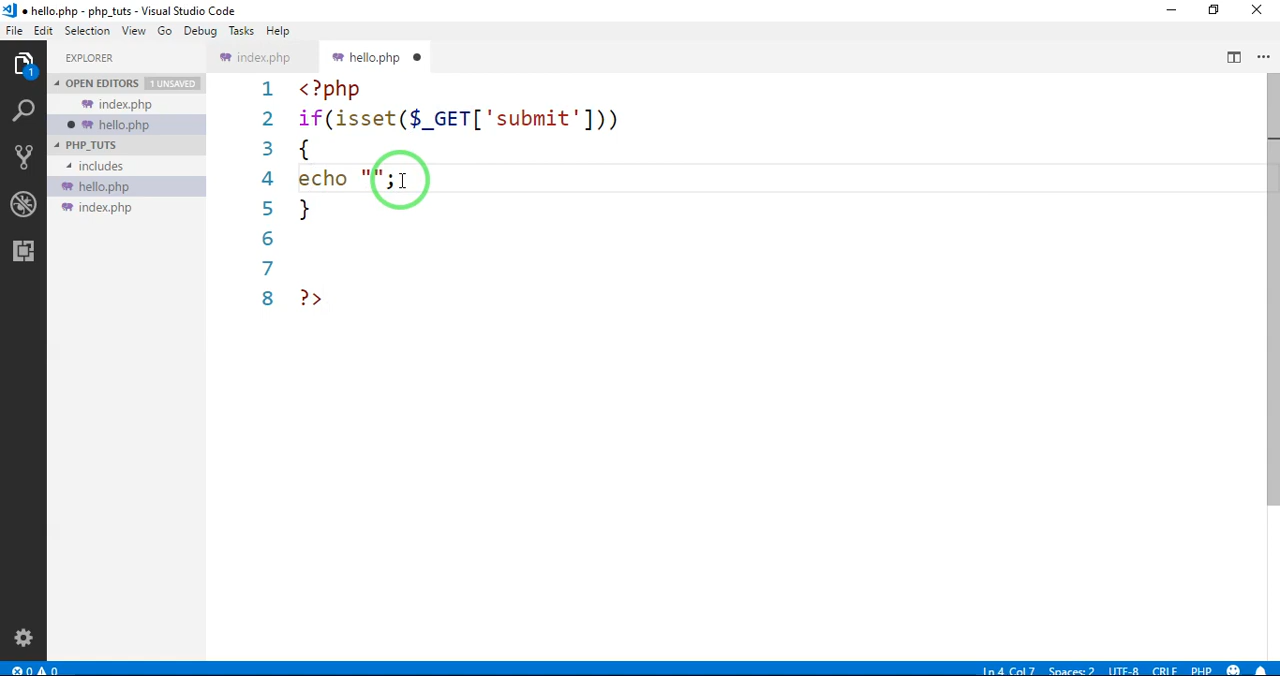 hello.php - php_tuts - Visual Studio Code
File Edit Selection View Go Debug Tasks Help
EXPLORER
index.php
hello.php
OPEN EDITORS 1 UNSAVED
index.php
hello.php
PHP_TUTS
includes
hello.php
index.php
1
1 <?php
2 if(isset($_GET['submit']))
3 {
4 echo "";
5 }
6
7
8 ?>
0 0 Ln 4, Col 7 Spaces: 2 UTF-8 CRLF PHP